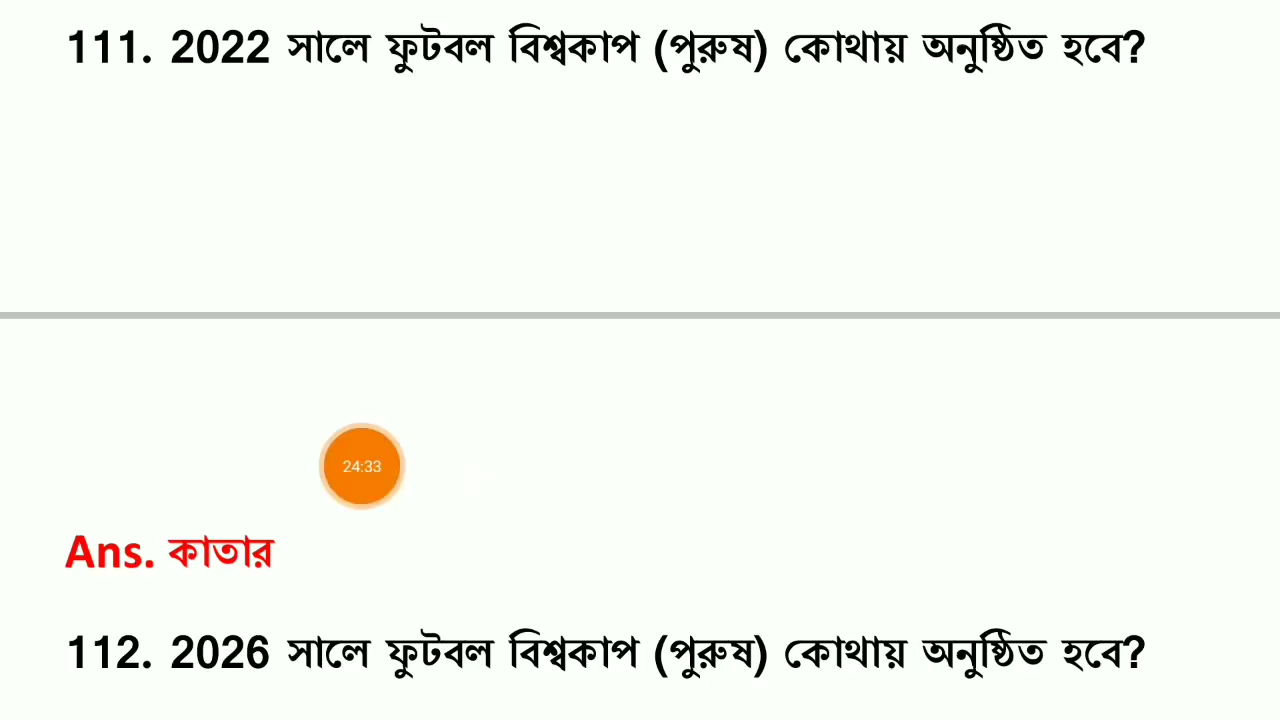 111. 2022 সালে ফুটবল বিশ্বকাপ (পুরুষ) কোথায় অনুষ্ঠিত হবে?
24:33
Ans. কাতার
112. 2026 সালে ফুটবল বিশ্বকাপ (পুরুষ) কোথায় অনুষ্ঠিত হবে?